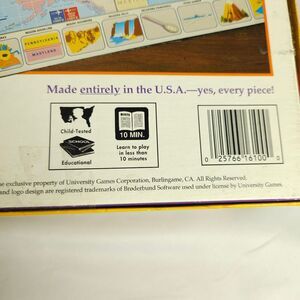 PENNSYLVANIA
MARYLAND
Made entirely in the U.S.A.—yes, every piece!
Child-Tested
SCHOOL
Educational
10 MIN.
Learn to play
in less than
10 minutes
0 25766 16100 0
e exclusive property of University Games Corporation, Burlingame, CA. All Rights Reserved.
and logo design are registered trademarks of Brøderbund Software used under license by University Games.